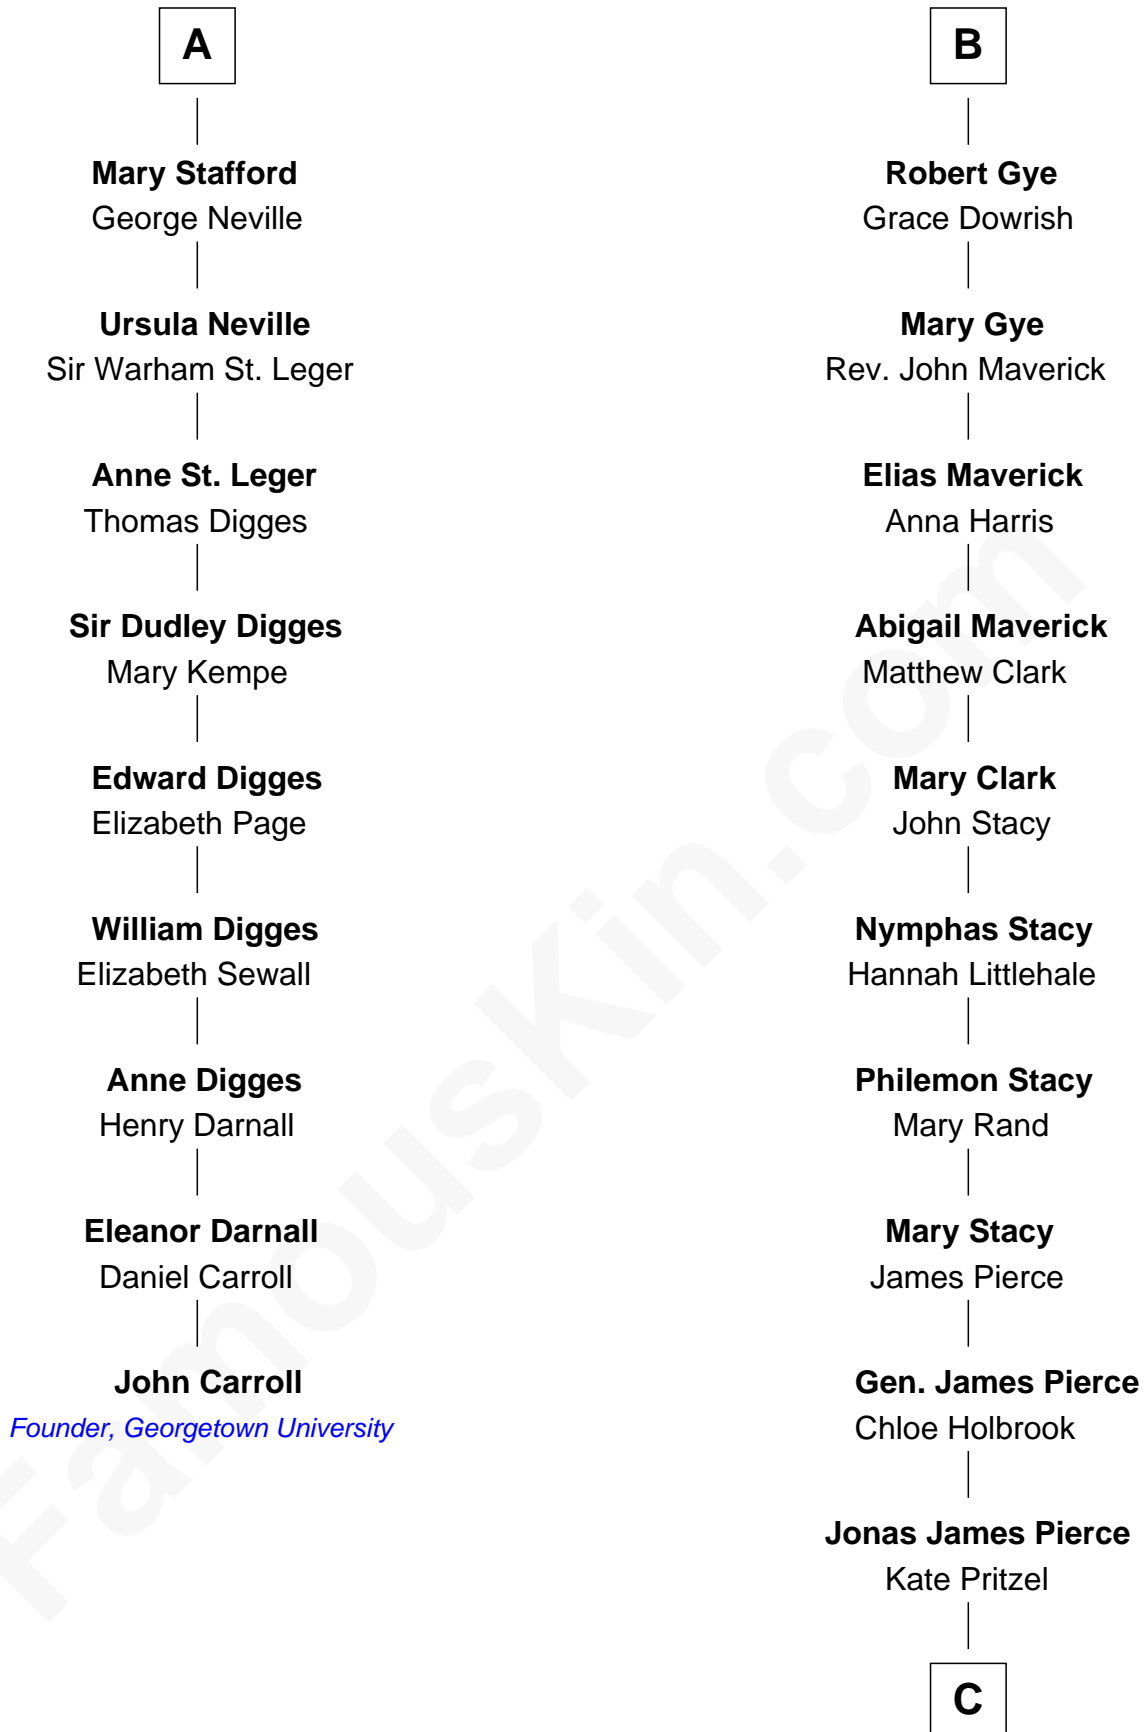 A
Mary Stafford
George Neville
Ursula Neville
Sir Warham St. Leger
Anne St. Leger
Thomas Digges
Sir Dudley Digges
Mary Kempe
Edward Digges
Elizabeth Page
William Digges
Elizabeth Sewall
Anne Digges
Henry Darnall
Eleanor Darnall
Daniel Carroll
John Carroll
Founder, Georgetown University
B
Robert Gye
Grace Dowrish
Mary Gye
Rev. John Maverick
Elias Maverick
Anna Harris
Abigail Maverick
Matthew Clark
Mary Clark
John Stacy
Nymphas Stacy
Hannah Littlehale
Philemon Stacy
Mary Rand
Mary Stacy
James Pierce
Gen. James Pierce
Chloe Holbrook
Jonas James Pierce
Kate Pritzel
C
FamousKin.com